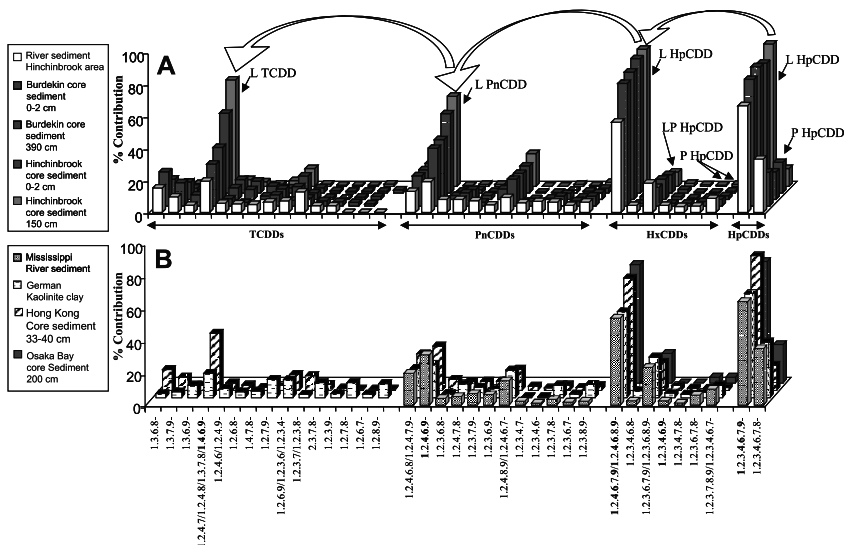 River sediment
Hinchinbrook area
Burdekin core
sediment
0-2 cm
Burdekin core
sediment
390 cm
Hinchinbrook
core sediment
0-2 cm
Hinchinbrook
core sediment
150 cm
% Contribution
100
80
60
40
20
0
A
L TCDD
L PnCDD
L HpCDD
LP HpCDD
P HpCDD
L HpCDD
P HpCDD
TCDDs
PnCDDs
HxCDDs
HpCDDs
Mississippi
River sediment
German
Kaolinite clay
Hong Kong
Core sediment
33-40 cm
Osaka Bay
core Sediment
200 cm
% Contribution
100
80
60
40
20
0
B
1.3.6.8-
1.3.7.9-
1.3.6.9-
1.2.4.7/1.2.4.8/1.3.7.8/1.4.6.9-
1.2.4.6/1.2.4.9-
1.2.6.8-
1.4.7.8-
1.2.7.9-
1.2.6.9/1.2.3.6/1.2.3.4-
1.2.3.7/1.2.3.8-
2.3.7.8-
1.2.3.9-
1.2.7.8-
1.2.6.7-
1.2.8.9-
1.2.4.6.8/1.2.4.7.9-
1.2.4.6.9-
1.2.3.6.8-
1.2.4.7.8-
1.2.3.7.9-
1.2.3.6.9-
1.2.4.8.9/1.2.4.6.7-
1.2.3.4.7-
1.2.3.4.6-
1.2.3.7.8-
1.2.3.6.7-
1.2.3.8.9-
1.2.4.6.7.9/1.2.4.6.8.9-
1.2.3.4.6.8-
1.2.3.6.7.9/1.2.3.6.8.9-
1.2.3.4.6.9-
1.2.3.4.7.8-
1.2.3.6.7.8-
1.2.3.7.8.9/1.2.3.4.6.7-
1.2.3.4.6.7.9-
1.2.3.4.6.7.8-